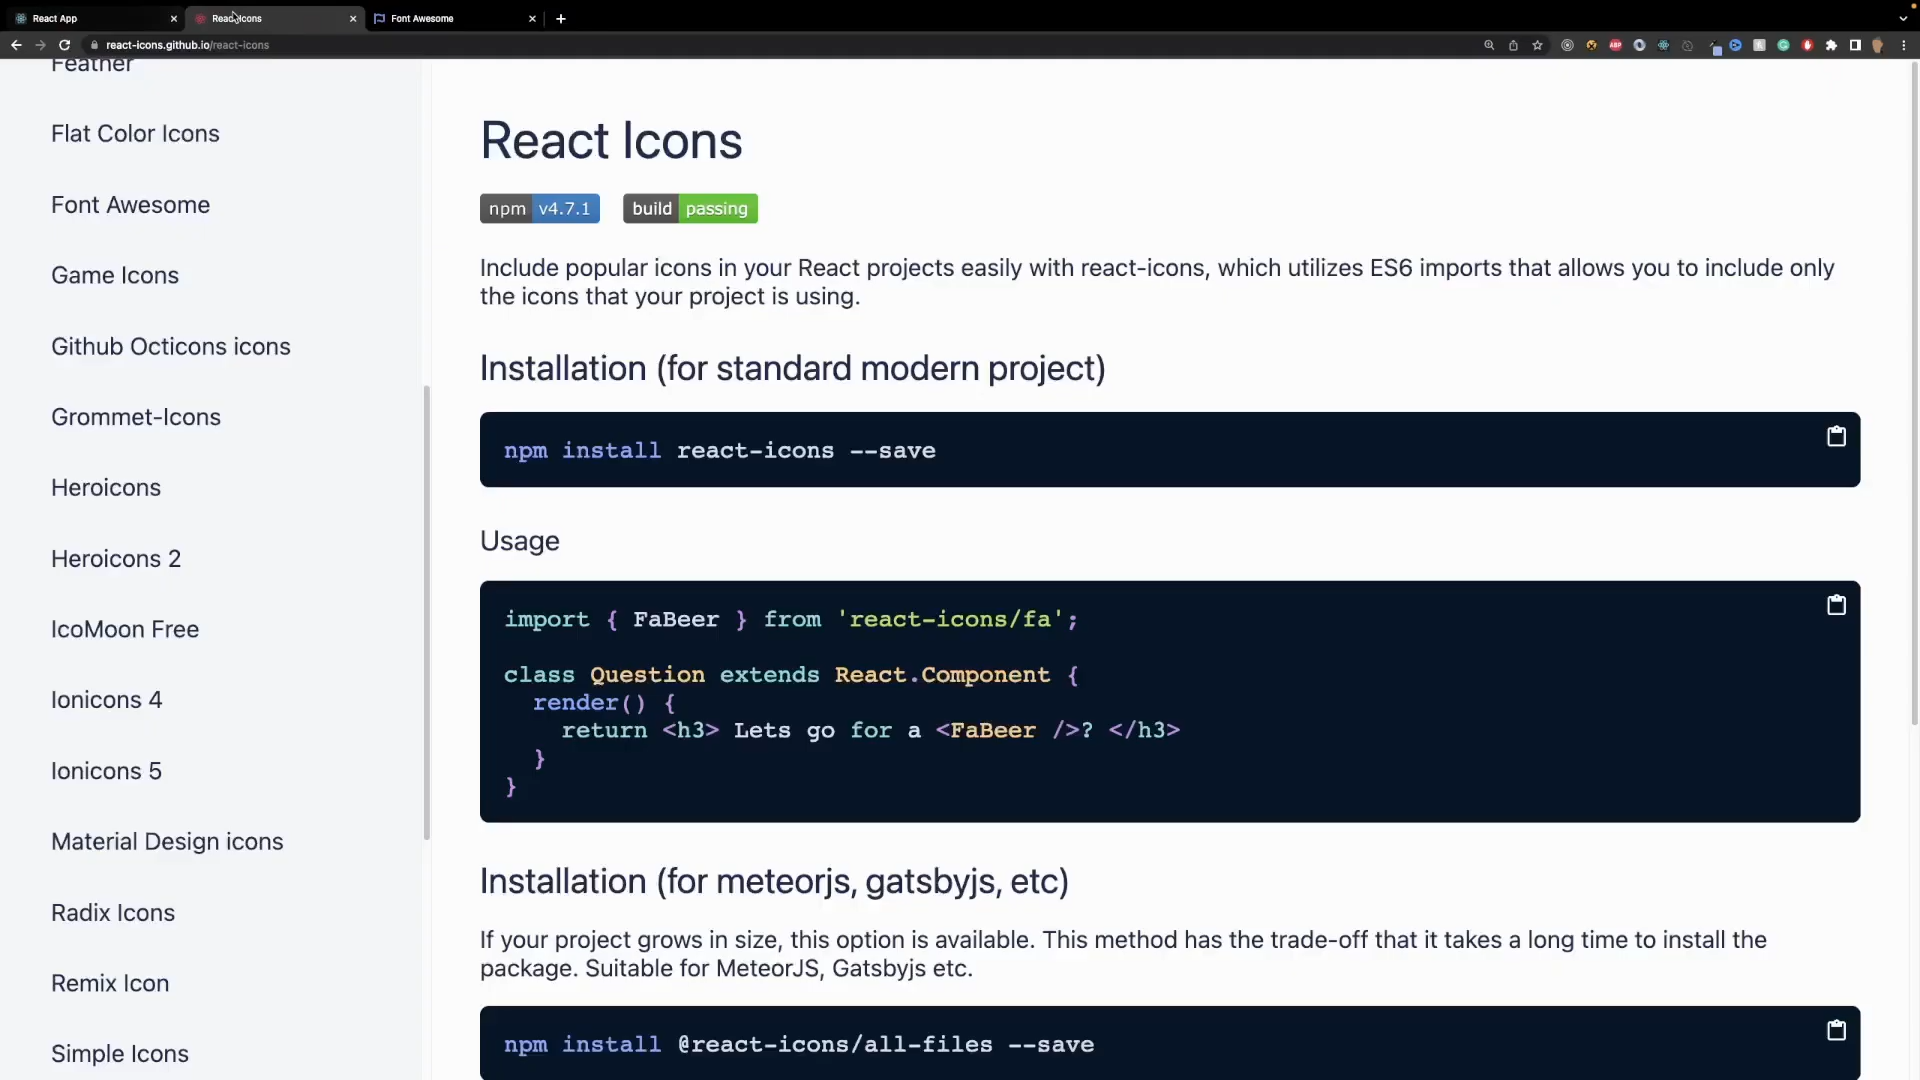 React App
React Icons
Font Awesome
react-icons.github.io/react-icons
Feather
Flat Color Icons
Font Awesome
Game Icons
Github Octicons icons
Grommet-Icons
Heroicons
Heroicons 2
IcoMoon Free
Ionicons 4
Ionicons 5
Material Design icons
Radix Icons
Remix Icon
Simple Icons
React Icons
npm v4.7.1 build passing
Include popular icons in your React projects easily with react-icons, which utilizes ES6 imports that allows you to include only
the icons that your project is using.
Installation (for standard modern project)
npm install react-icons --save
Usage
import { FaBeer } from 'react-icons/fa';
class Question extends React.Component {
render() {
return <h3> Lets go for a <FaBeer />? </h3>
}
}
Installation (for meteorjs, gatsbyjs, etc)
If your project grows in size, this option is available. This method has the trade-off that it takes a long time to install the
package. Suitable for MeteorJS, Gatsbyjs etc.
npm install @react-icons/all-files --save